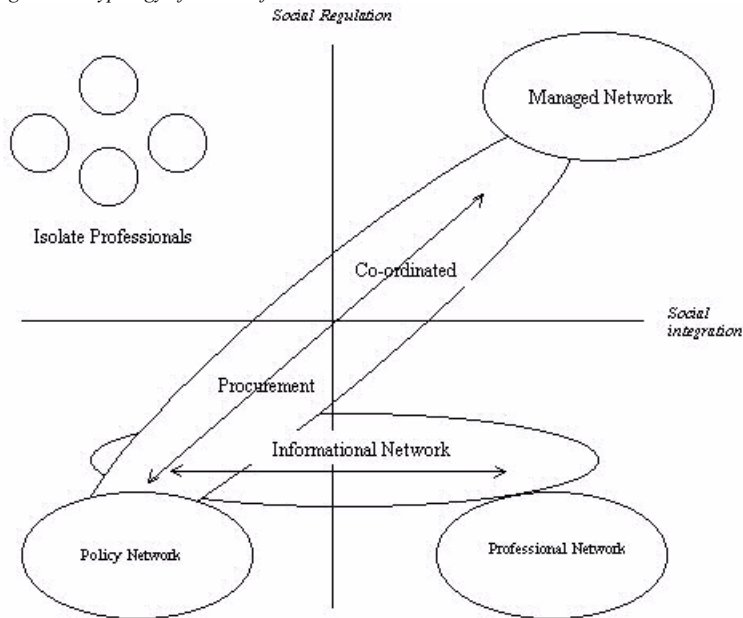 Social Regulation
Managed Network
Isolate Professionals
Co-ordinated
Social
integration
Procurement
Informational Network
Policy Network
Professional Network